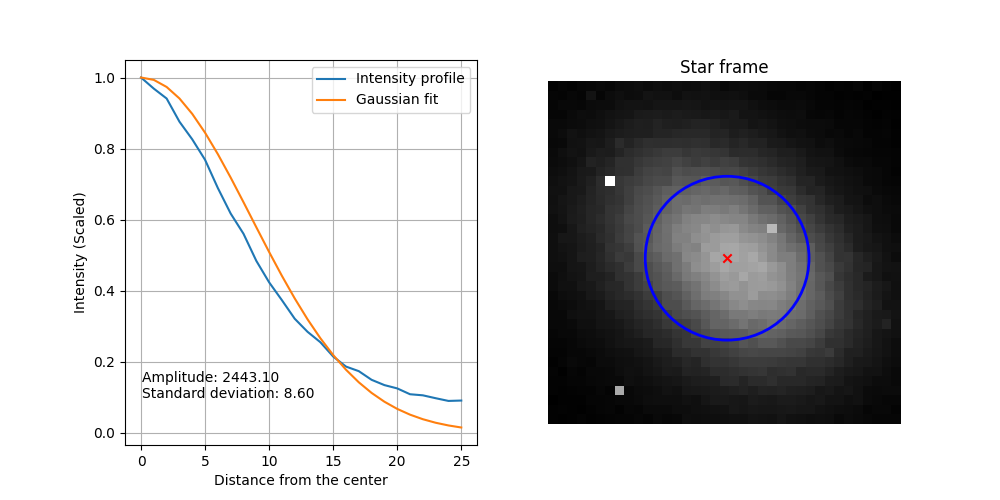 Star frame
1.0
0.8
0.6
0.4
0.2
0.0
Intensity (Scaled)
Intensity profile
Gaussian fit
Amplitude: 2443.10
Standard deviation: 8.60
0 5 10 15 20 25
Distance from the center